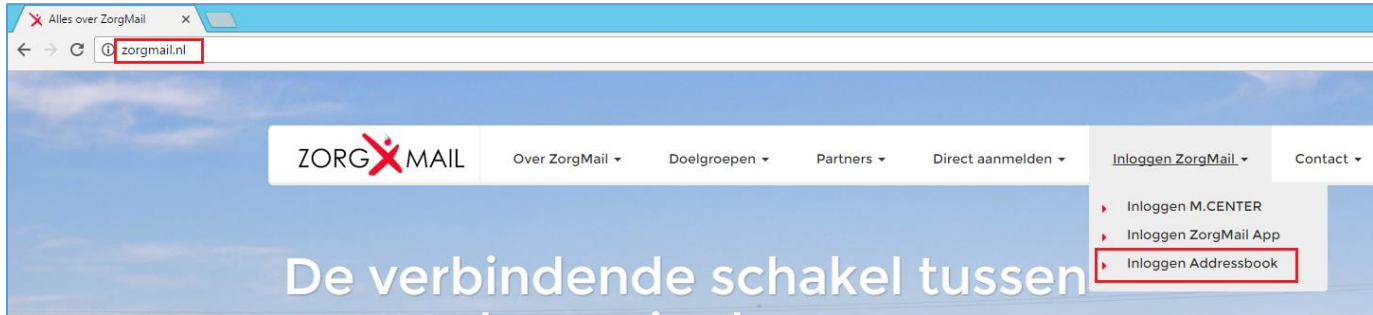 Alles over ZorgMail
zorgmail.nl
ZORG MAIL
Over ZorgMail
Doelgroepen
Partners
Direct aanmelden
Inloggen ZorgMail
Contact
Inloggen M.CENTER
Inloggen ZorgMail App
Inloggen Addressbook
De verbindende schakel tussen